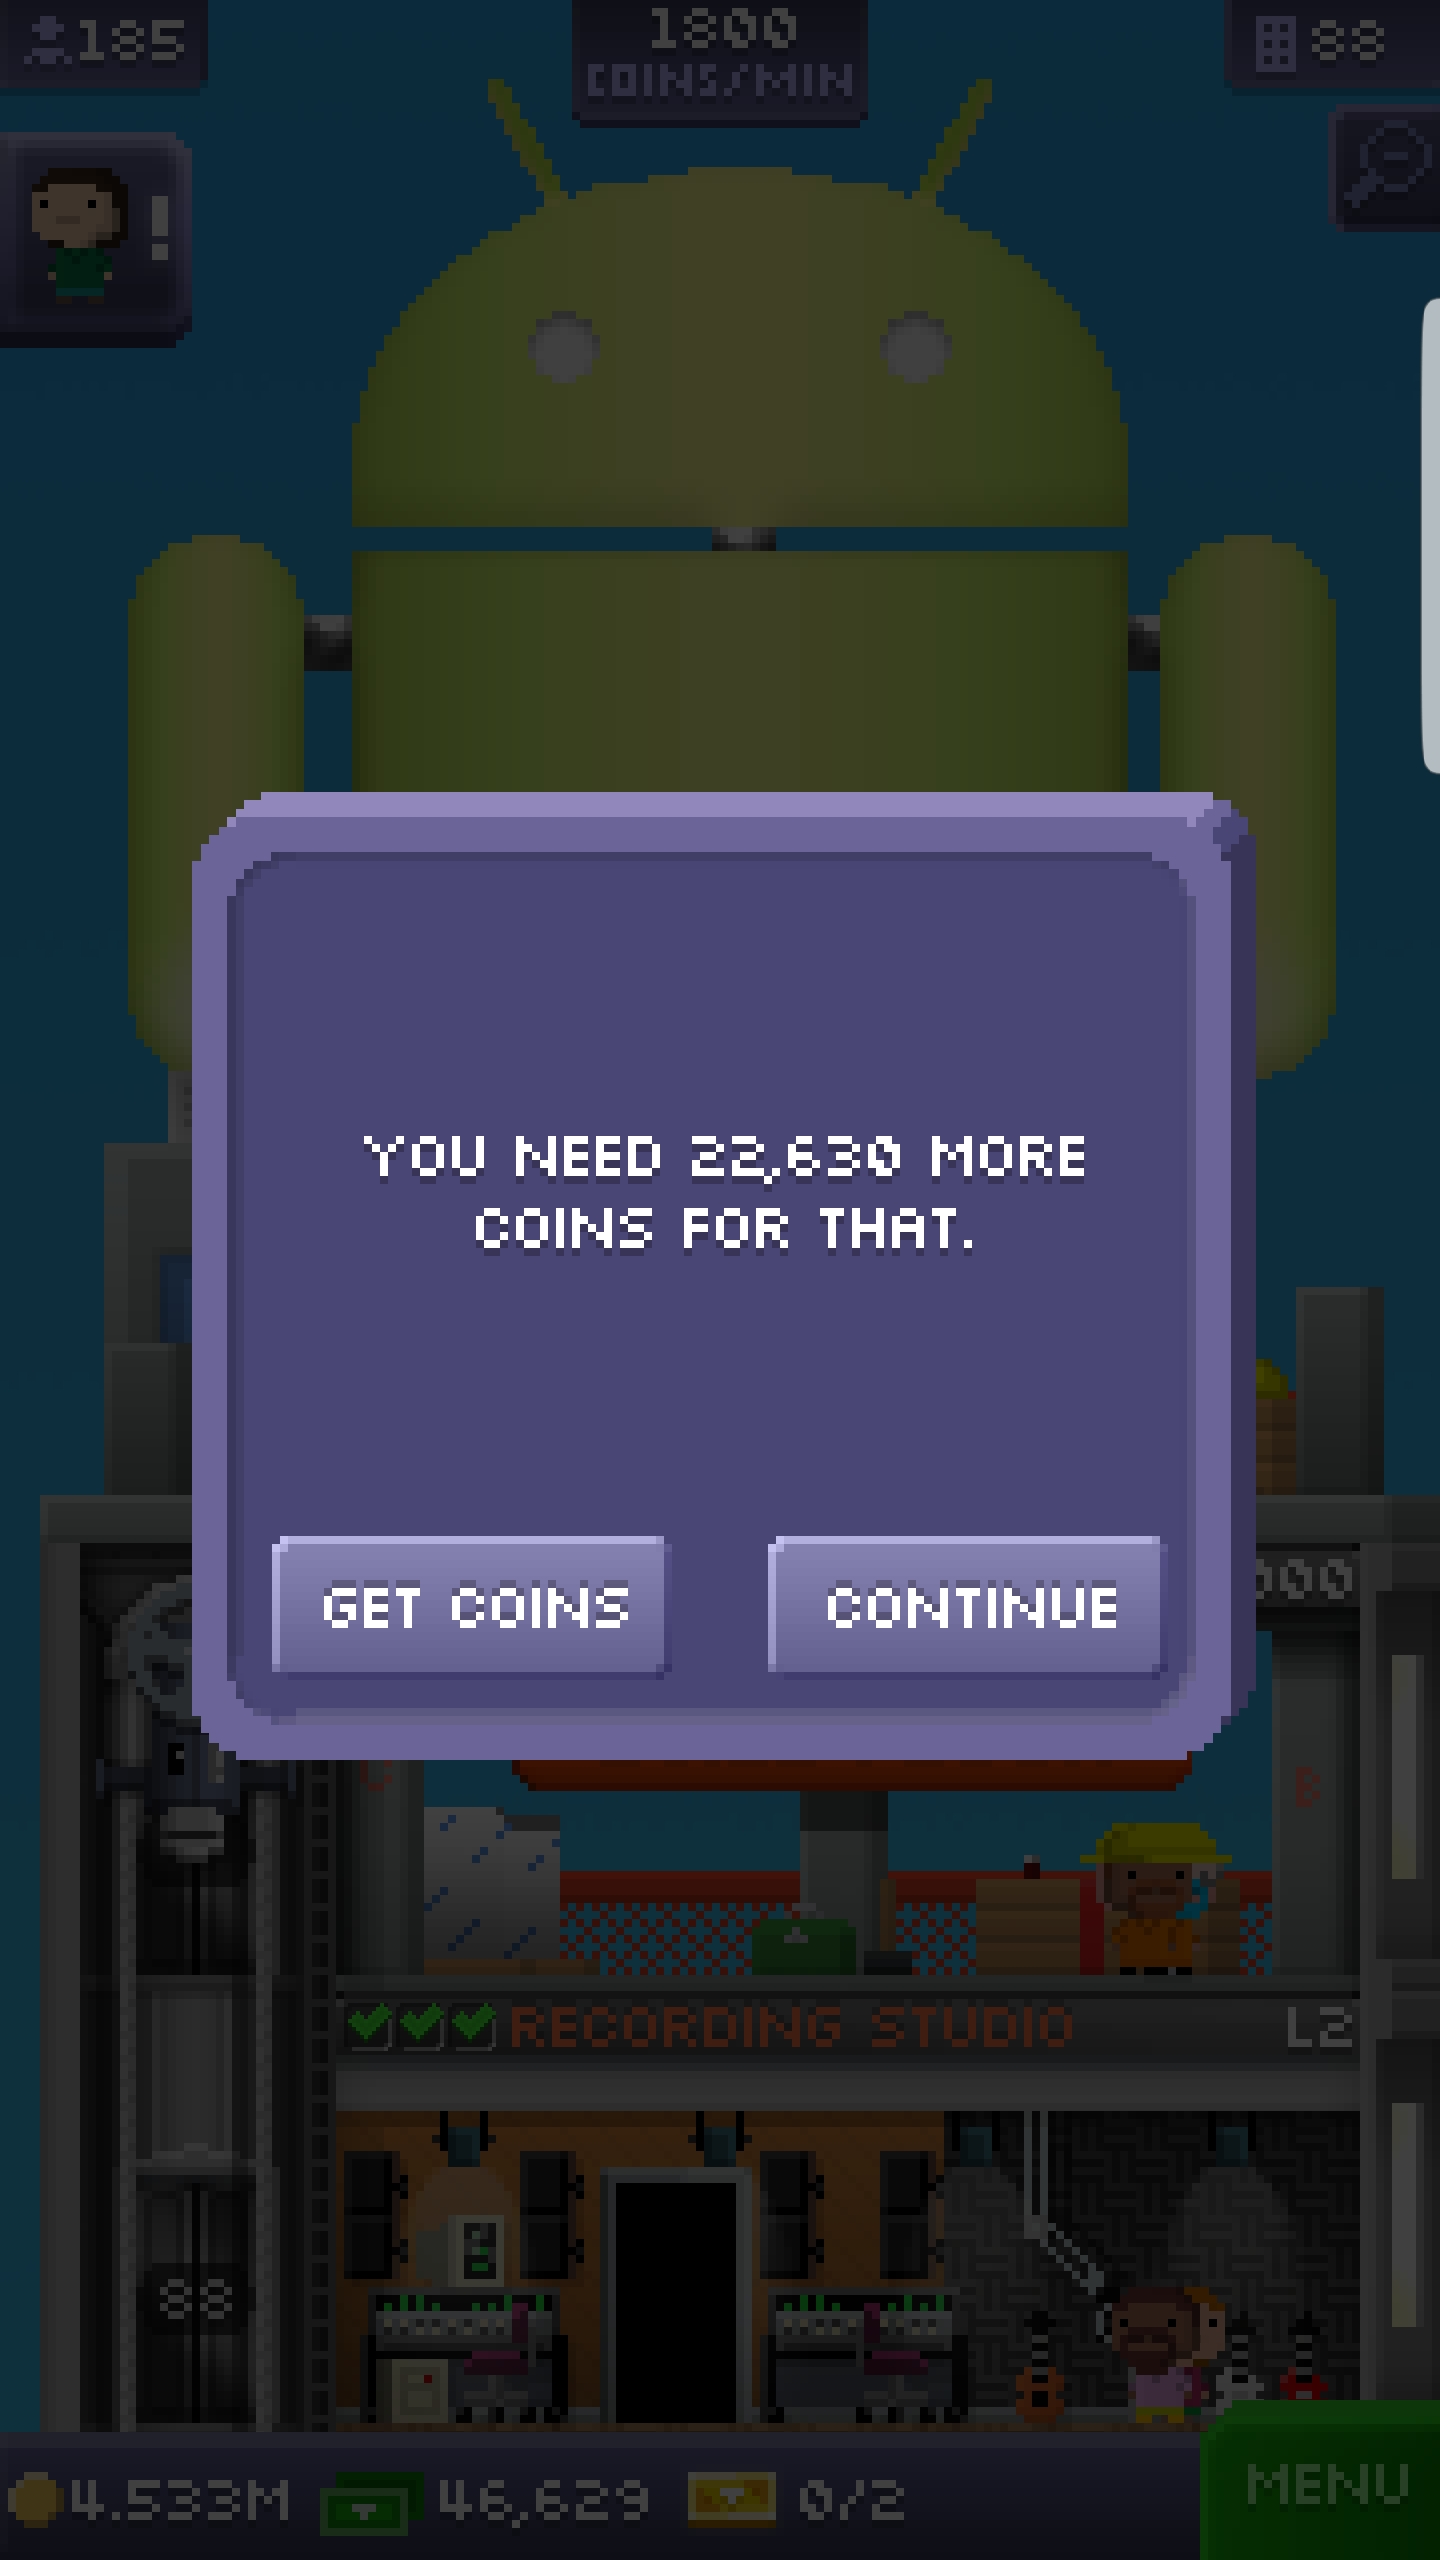 185
1800
COINS/MIN
88
!
YOU NEED 22,630 MORE
COINS FOR THAT.
GET COINS
CONTINUE
B
RECORDING STUDIO
L2
88
4.533M
46,629
0/2
MENU